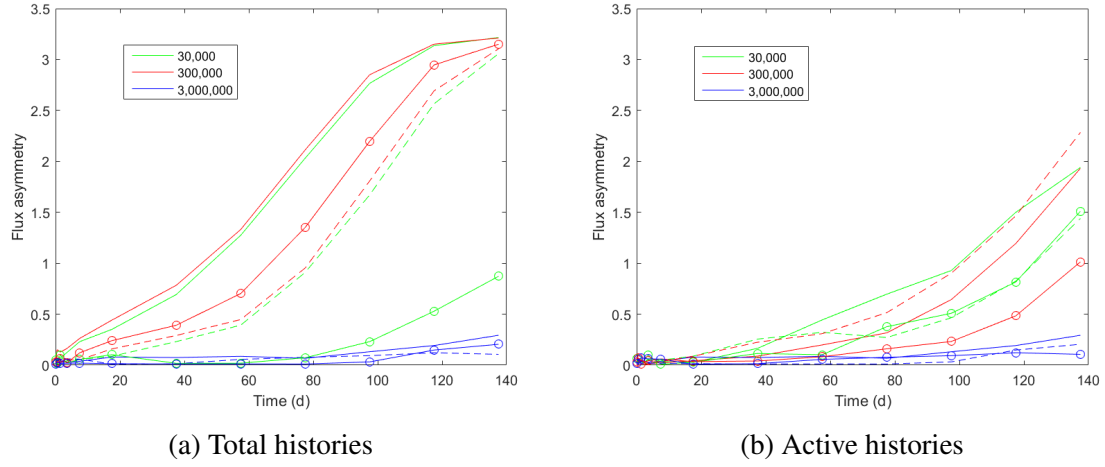 3.5
3
2.5
2
1.5
1
0.5
0
Flux asymmetry
30,000
300,000
3,000,000
0 20 40 60 80 100 120 140
Time (d)
(a) Total histories
3.5
3
2.5
2
1.5
1
0.5
0
Flux asymmetry
30,000
300,000
3,000,000
0 20 40 60 80 100 120 140
Time (d)
(b) Active histories